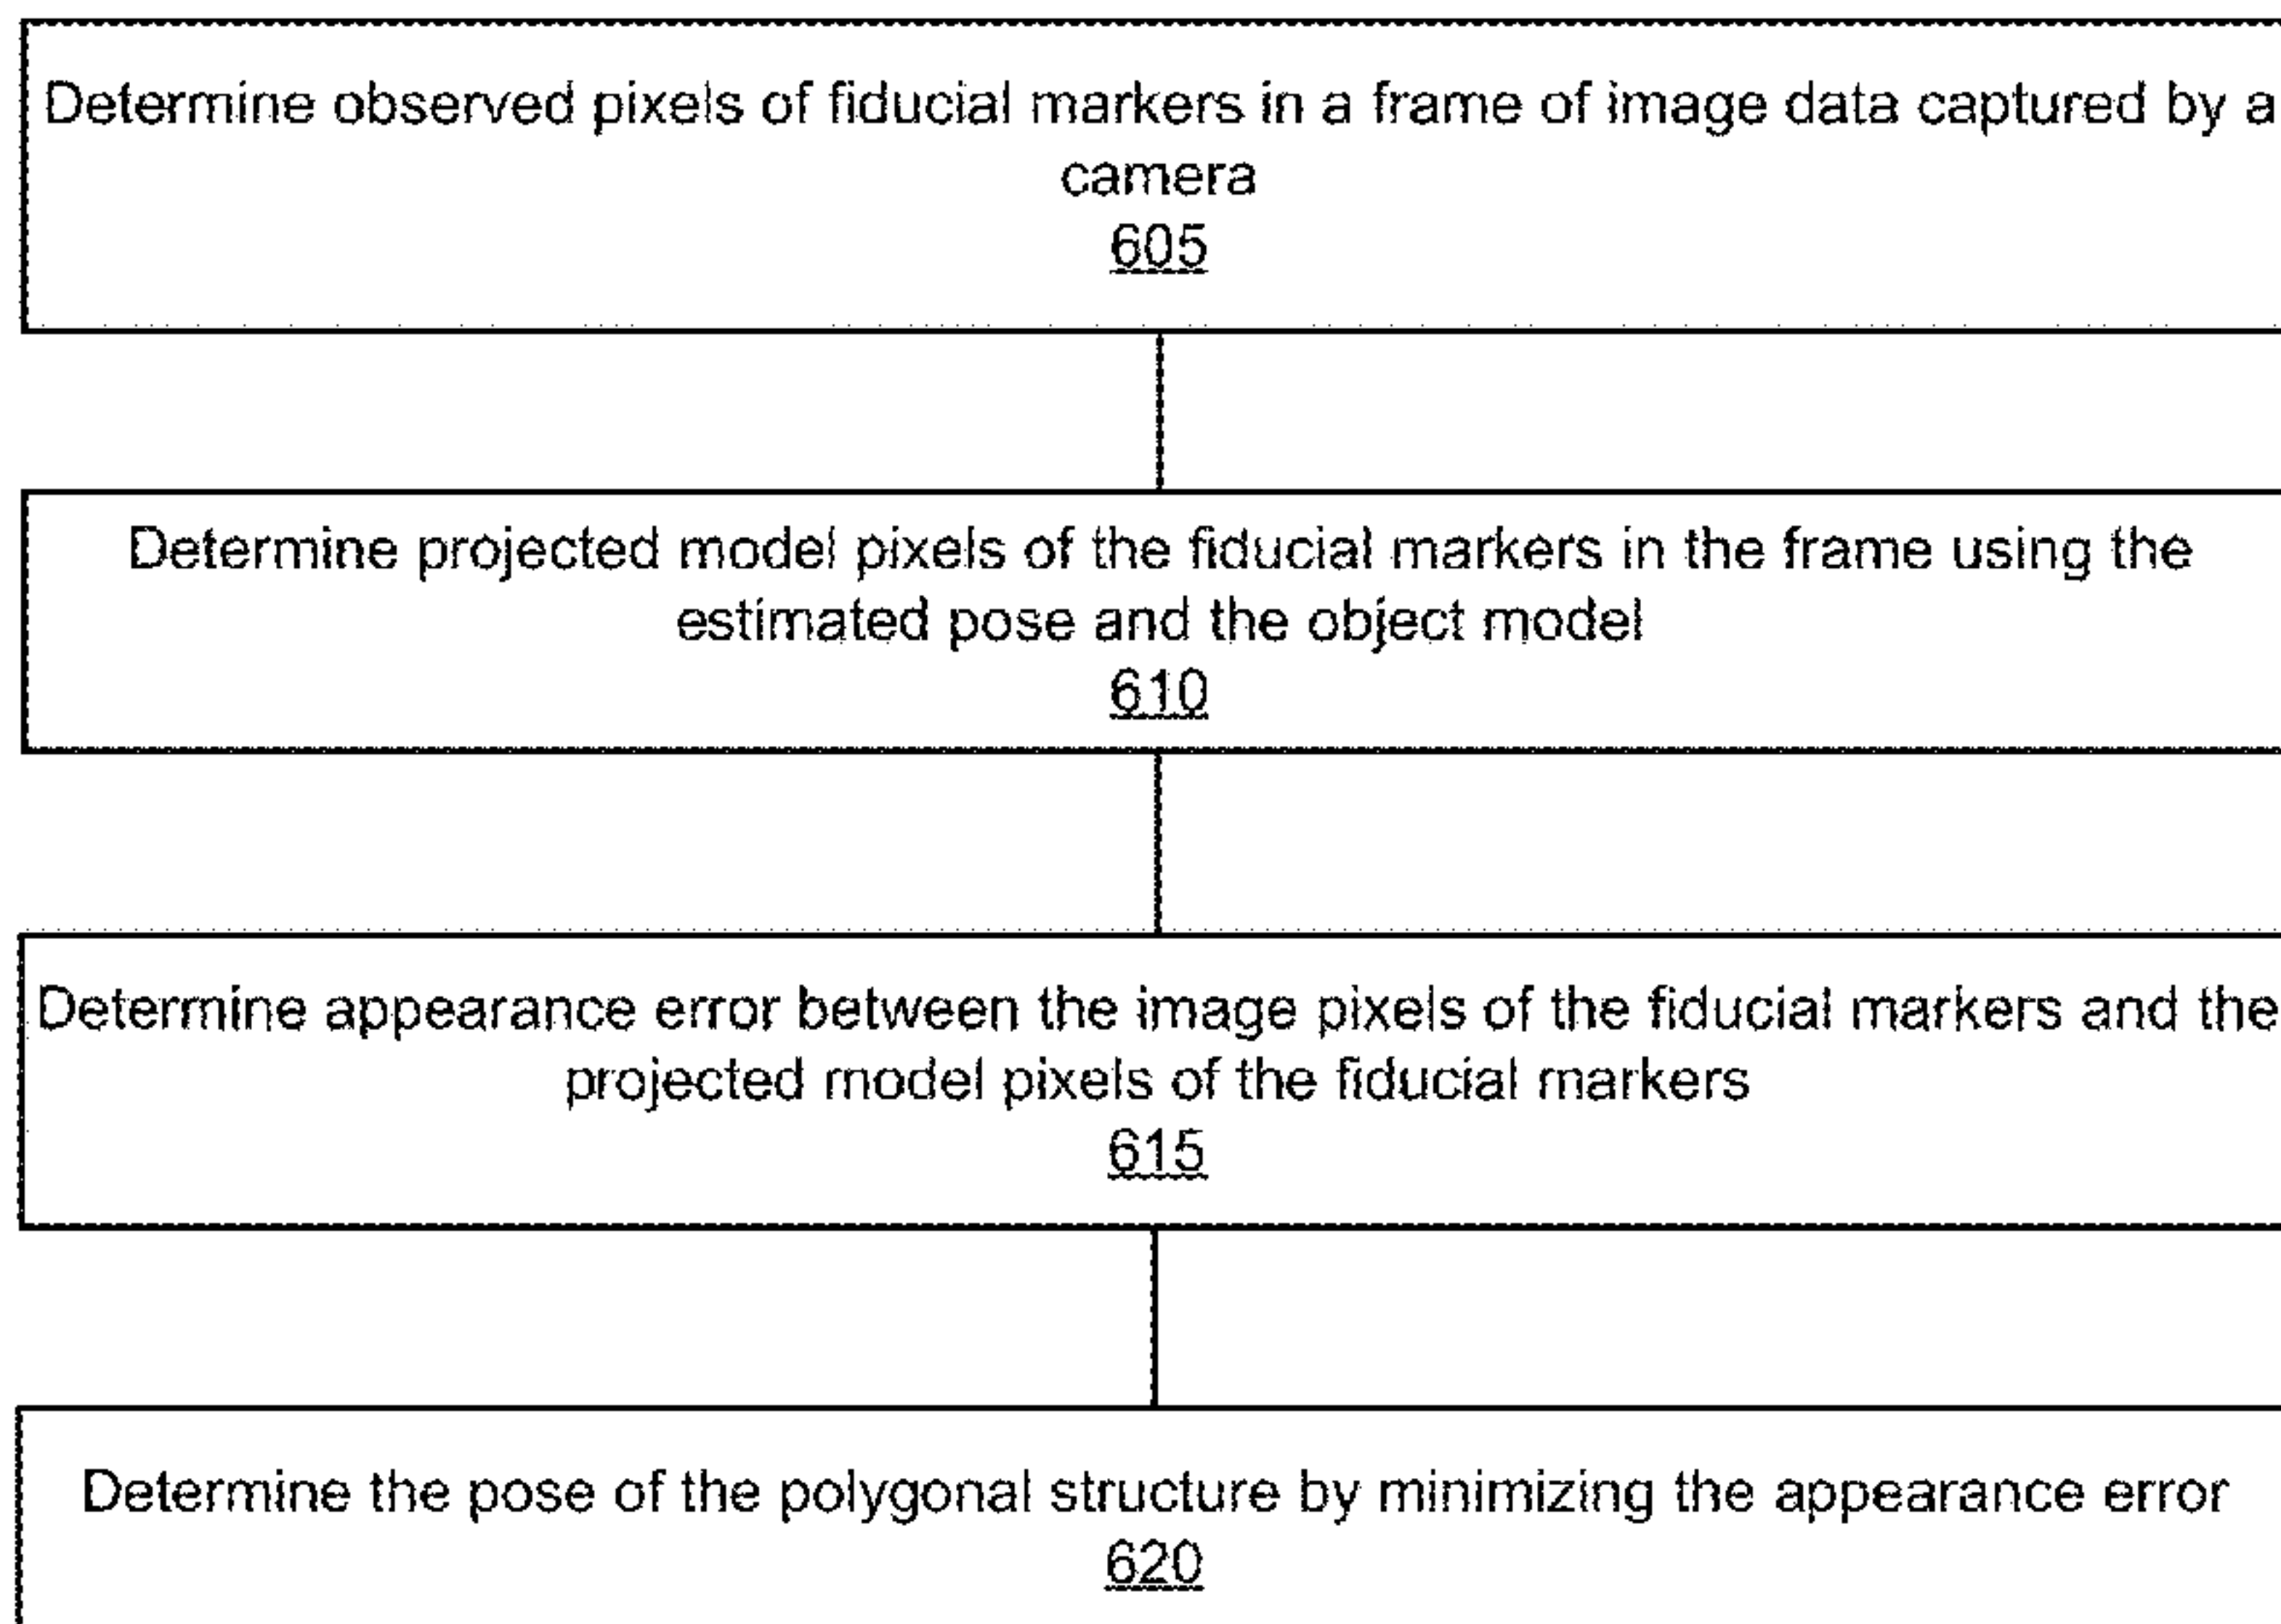 Determine observed pixels of fiducial markers in a frame of image data captured by a
camera
605
Determine projected model pixels of the fiducial markers in the frame using the
estimated pose and the object model
610
Determine appearance error between the image pixels of the fiducial markers and the
projected model pixels of the fiducial markers
615
Determine the pose of the polygonal structure by minimizing the appearance error
620